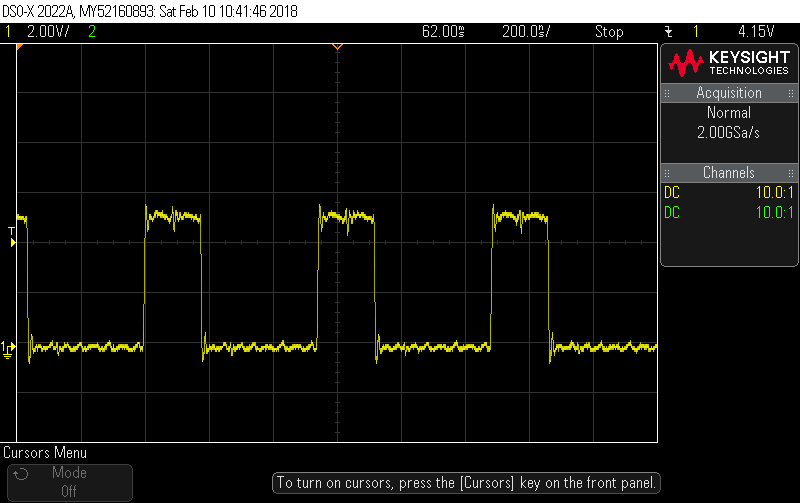 DSO-X 2022A, MY52160893: Sat Feb 10 10:41:46 2018
1 2.00V/ 2 62.00ms 200.0ns/ Stop 1 4.15V
KEYSIGHT
TECHNOLOGIES
Acquisition
Normal
2.00GSa/s
Channels
DC 10.0:1
DC 10.0:1
T
1
Cursors Menu
Mode
Off
To turn on cursors, press the [Cursors] key on the front panel.